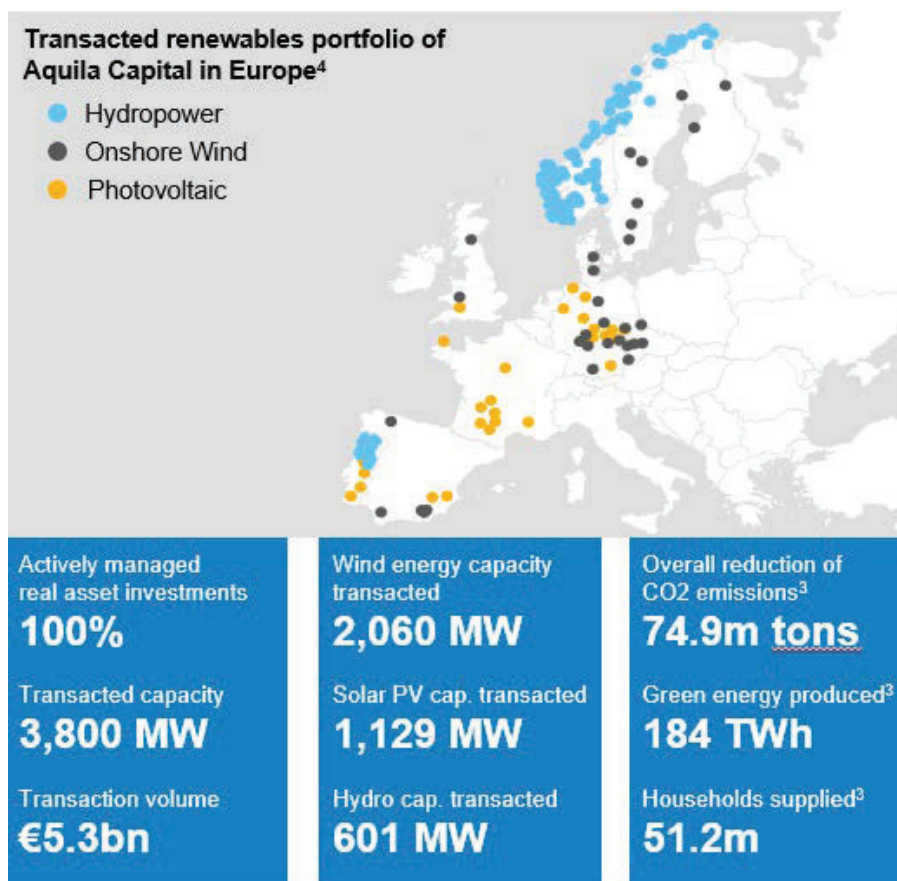 Transacted renewables portfolio of
Aquila Capital in Europe⁴
Hydropower
Onshore Wind
Photovoltaic
Actively managed
real asset investments
100%
Transacted capacity
3,800 MW
Transaction volume
€5.3bn
Wind energy capacity
transacted
2,060 MW
Solar PV cap. transacted
1,129 MW
Hydro cap. transacted
601 MW
Overall reduction of
CO2 emissions³
74.9m tons
Green energy produced³
184 TWh
Households supplied³
51.2m